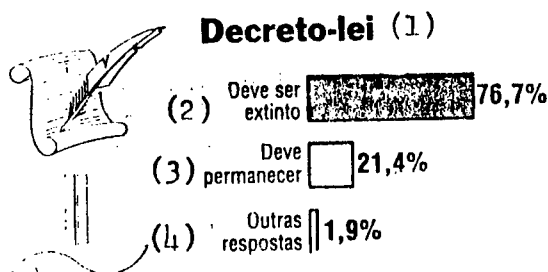 Decreto-lei (1)
(2) Deve ser
extinto
76,7%
(3) Deve
permanecer
21,4%
(4) Outras
respostas
1,9%